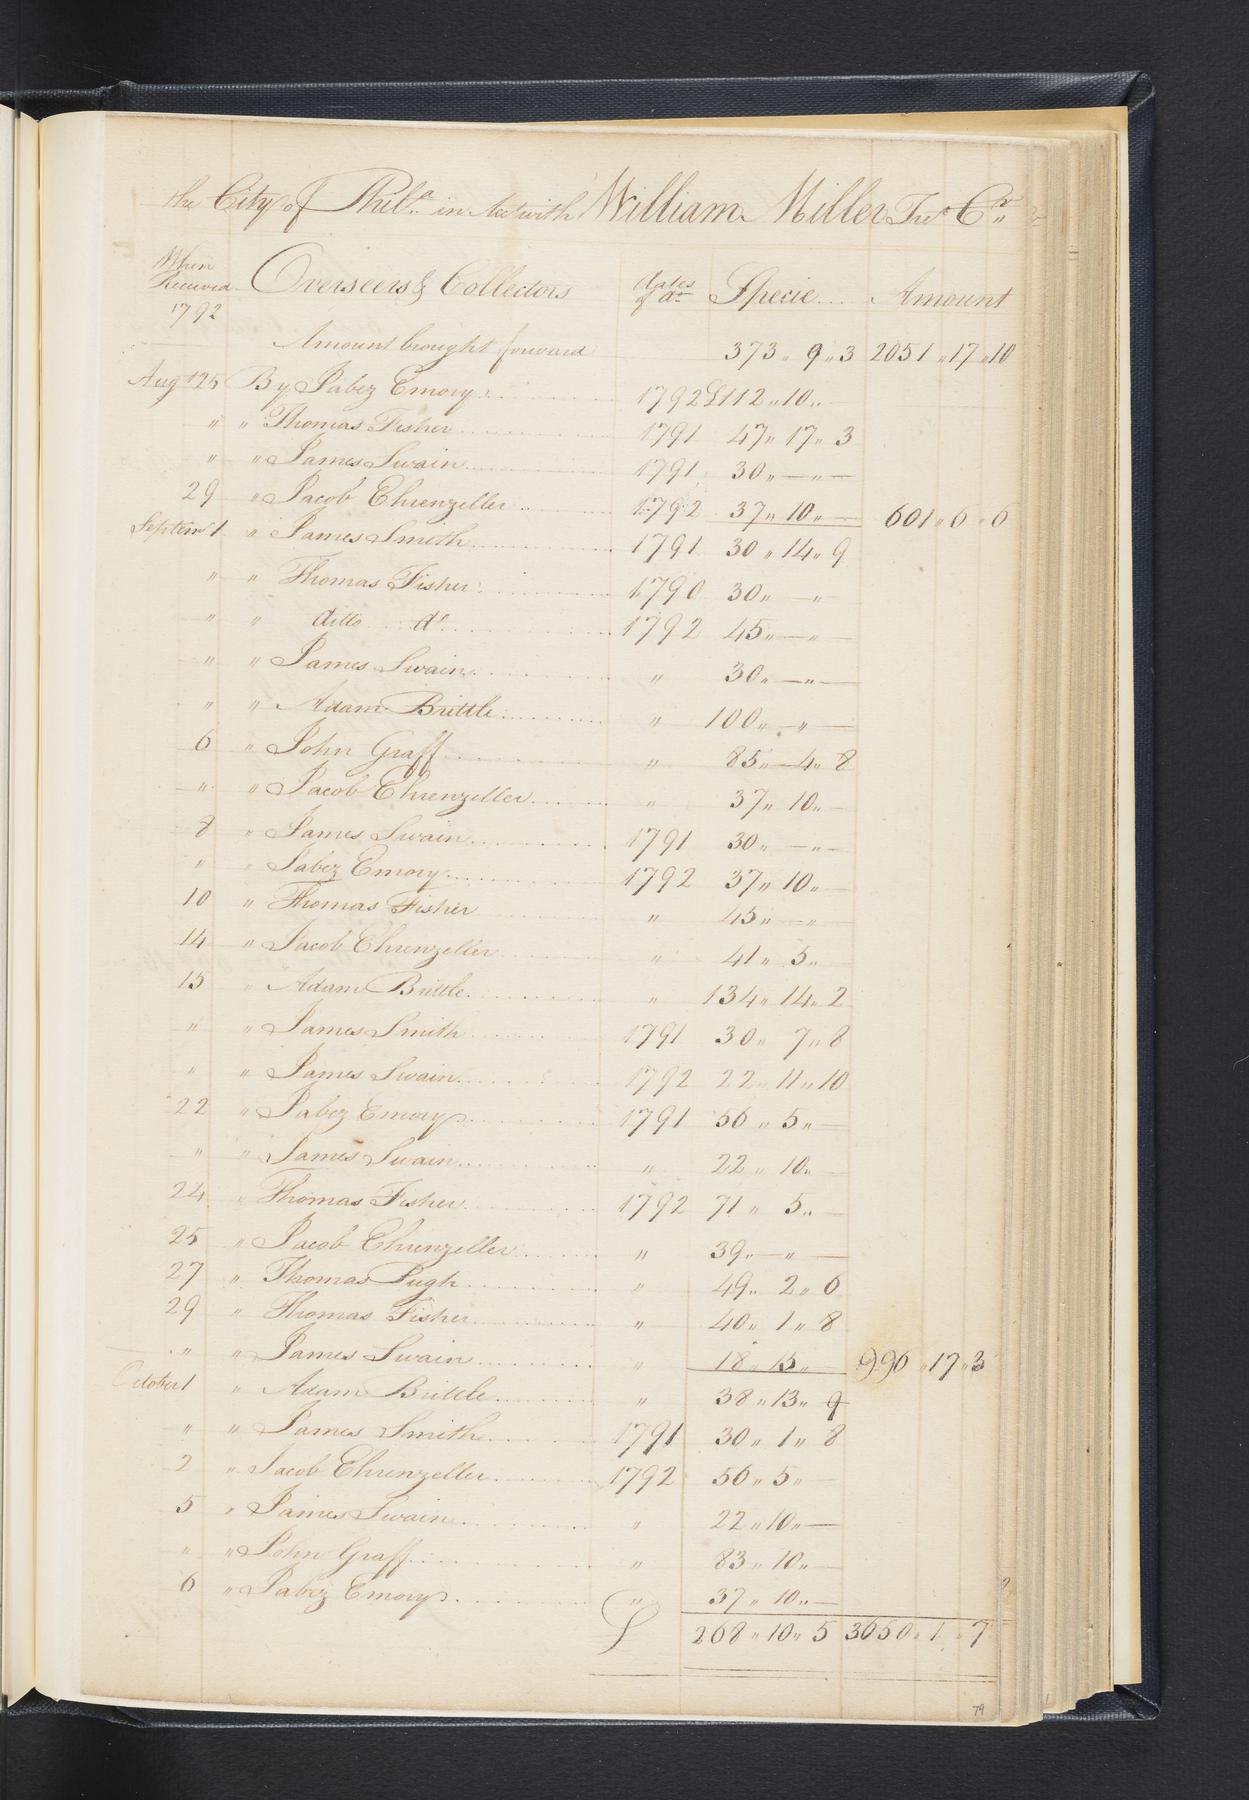 the City of Phila. in Acct with William Miller Trer. Cr.
When Received 1792 Overseers & Collectors dates of do Specie Amount
Amount brought forward 373 " 9 " 3 2051 " 17 " 10
Augt 25 By Jabez Emory 1792 £112 " 10 " —
" " Thomas Fisher 1791 47 " 17 " 3
" " James Swain 1791 30 " — " —
29 " Jacob Ehrenzeller 1792 37 " 10 " — 601 " 6 " 6
Septemr 1 " James Smith 1791 30 " 14 " 9
" " Thomas Fisher 1790 30 " — " —
" " ditto do 1792 45 " — " —
" " James Swain " 30 " — " —
" " Adam Brittle " 100 " — " —
6 " John Graff " 85 " 4 " 8
" " Jacob Ehrenzeller " 37 " 10 " —
8 " James Swain 1791 30 " — " —
" " Jabez Emory 1792 37 " 10 " —
10 " Thomas Fisher " 45 " — " —
14 " Jacob Ehrenzeller " 41 " 5 " —
15 " Adam Brittle " 134 " 14 " 2
" " James Smith 1791 30 " 7 " 8
" " James Swain 1792 22 " 11 " 10
22 " Jabez Emory 1791 56 " 5 " —
" " James Swain " 22 " 10 " —
24 " Thomas Fisher 1792 71 " 5 " —
25 " Jacob Ehrenzeller " 39 " — " —
27 " Thomas Pugh " 49 " 2 " 6
29 " Thomas Fisher " 40 " 1 " 8
" " James Swain " 18 " 15 " — 996 " 17 " 3
October 1 " Adam Brittle " 38 " 13 " 9
" " James Smith 1791 30 " 1 " 8
2 " Jacob Ehrenzeller 1792 56 " 5 " —
5 " James Swain " 22 " 10 " —
" " John Graff " 83 " 10 " —
6 " Jabez Emory " 37 " 10 " —
£ 268 " 10 " 5 3650 " 1 " 7
79